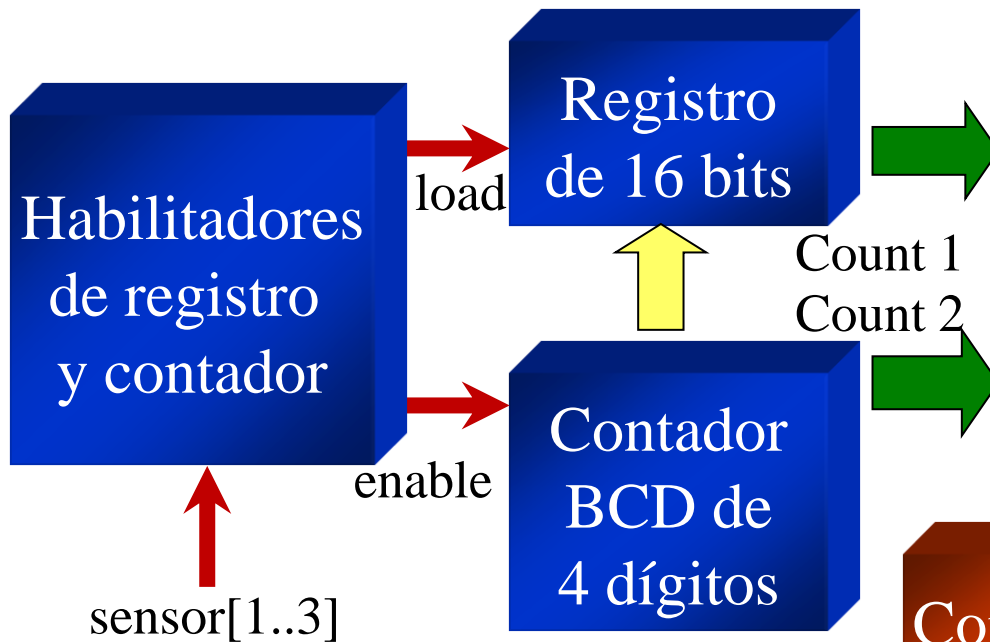 Habilitadores
de registro
y contador
load
enable
sensor[1..3]
Registro
de 16 bits
Count 1
Count 2
Contador
BCD de
4 dígitos